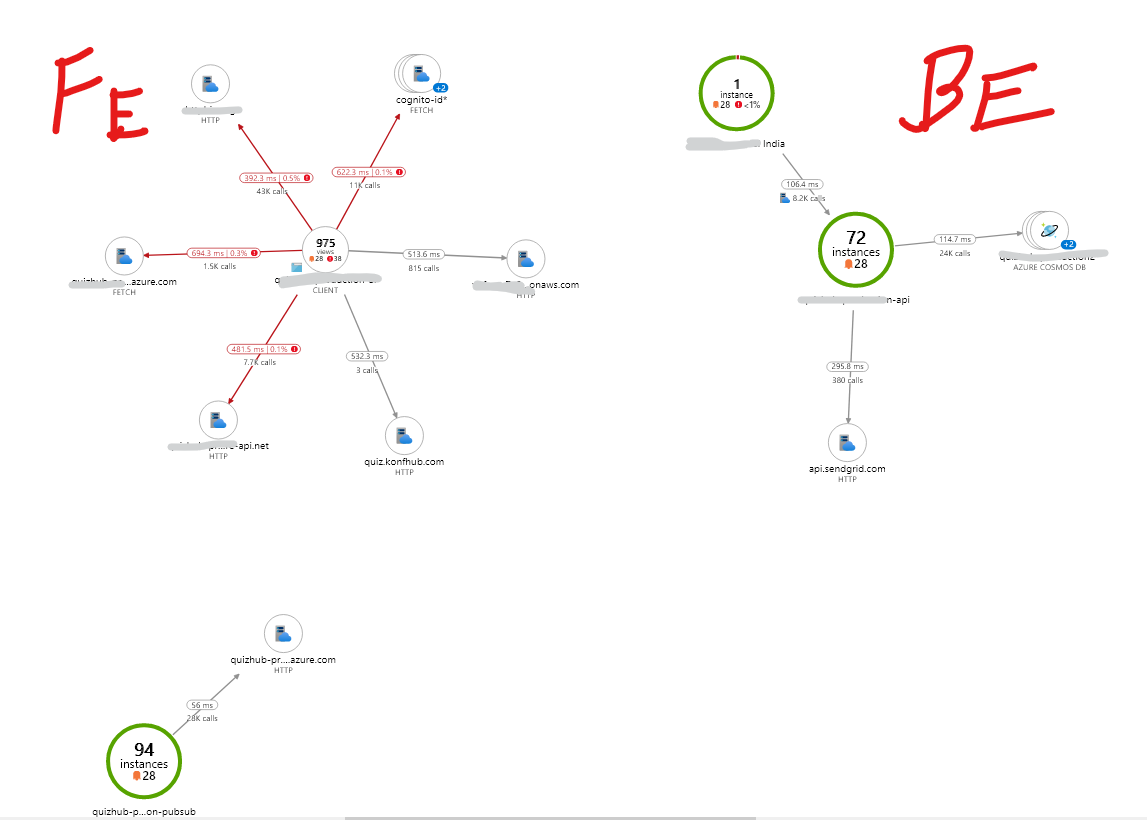 FE
BE
HTTP
+2
cognito-id*
FETCH
392.3 ms | 0.5%
43K calls
622.3 ms | 0.1%
11K calls
694.3 ms | 0.3%
1.5K calls
azure.com
FETCH
975
views
28 38
CLIENT
513.6 ms
815 calls
onaws.com
HTTP
481.5 ms | 0.1%
7.7K calls
532.3 ms
3 calls
-api.net
HTTP
quiz.konfhub.com
HTTP
1
instance
28 <1%
India
106.4 ms
8.2K calls
72
instances
28
n-api
114.7 ms
24K calls
+2
AZURE COSMOS DB
295.8 ms
380 calls
api.sendgrid.com
HTTP
quizhub-pr....azure.com
HTTP
56 ms
28K calls
94
instances
28
quizhub-p...on-pubsub